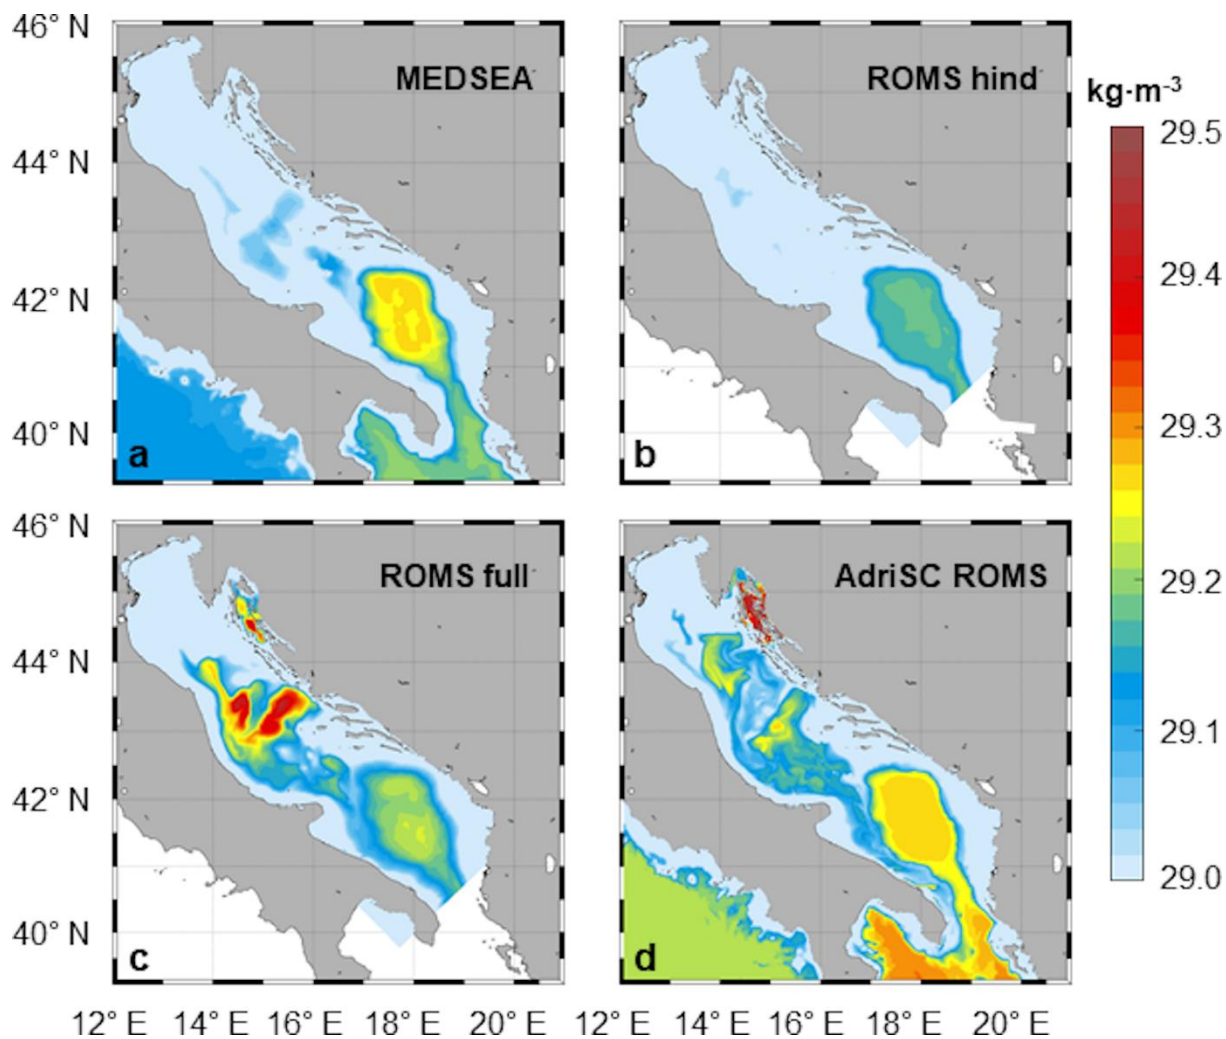 46° N
44° N
42° N
40° N
MEDSEA
a
ROMS hind
b
kg·m-3
29.5
29.4
29.3
29.2
29.1
29.0
46° N
44° N
42° N
40° N
ROMS full
c
AdriSC ROMS
d
12° E 14° E 16° E 18° E 20° E 12° E 14° E 16° E 18° E 20° E